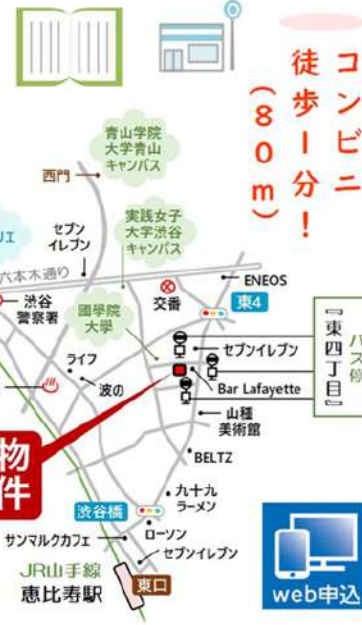 コンビニ
徒歩1分!
(80m)
青山学院
大学青山
キャンパス
西門
実践女子
大学渋谷
キャンパス
リエ
セブン
イレブン
六本木通り
ENEOS
渋谷
警察署
交番
東4
國學院
大學
セブンイレブン
ライフ
波の
Bar Lafayette
『東四丁目』
バス停
山種
美術館
物
件
BELTZ
九十九
ラーメン
渋谷橋
ローソン
サンマルクカフェ
セブンイレブン
JR山手線
恵比寿駅
東口
web申込